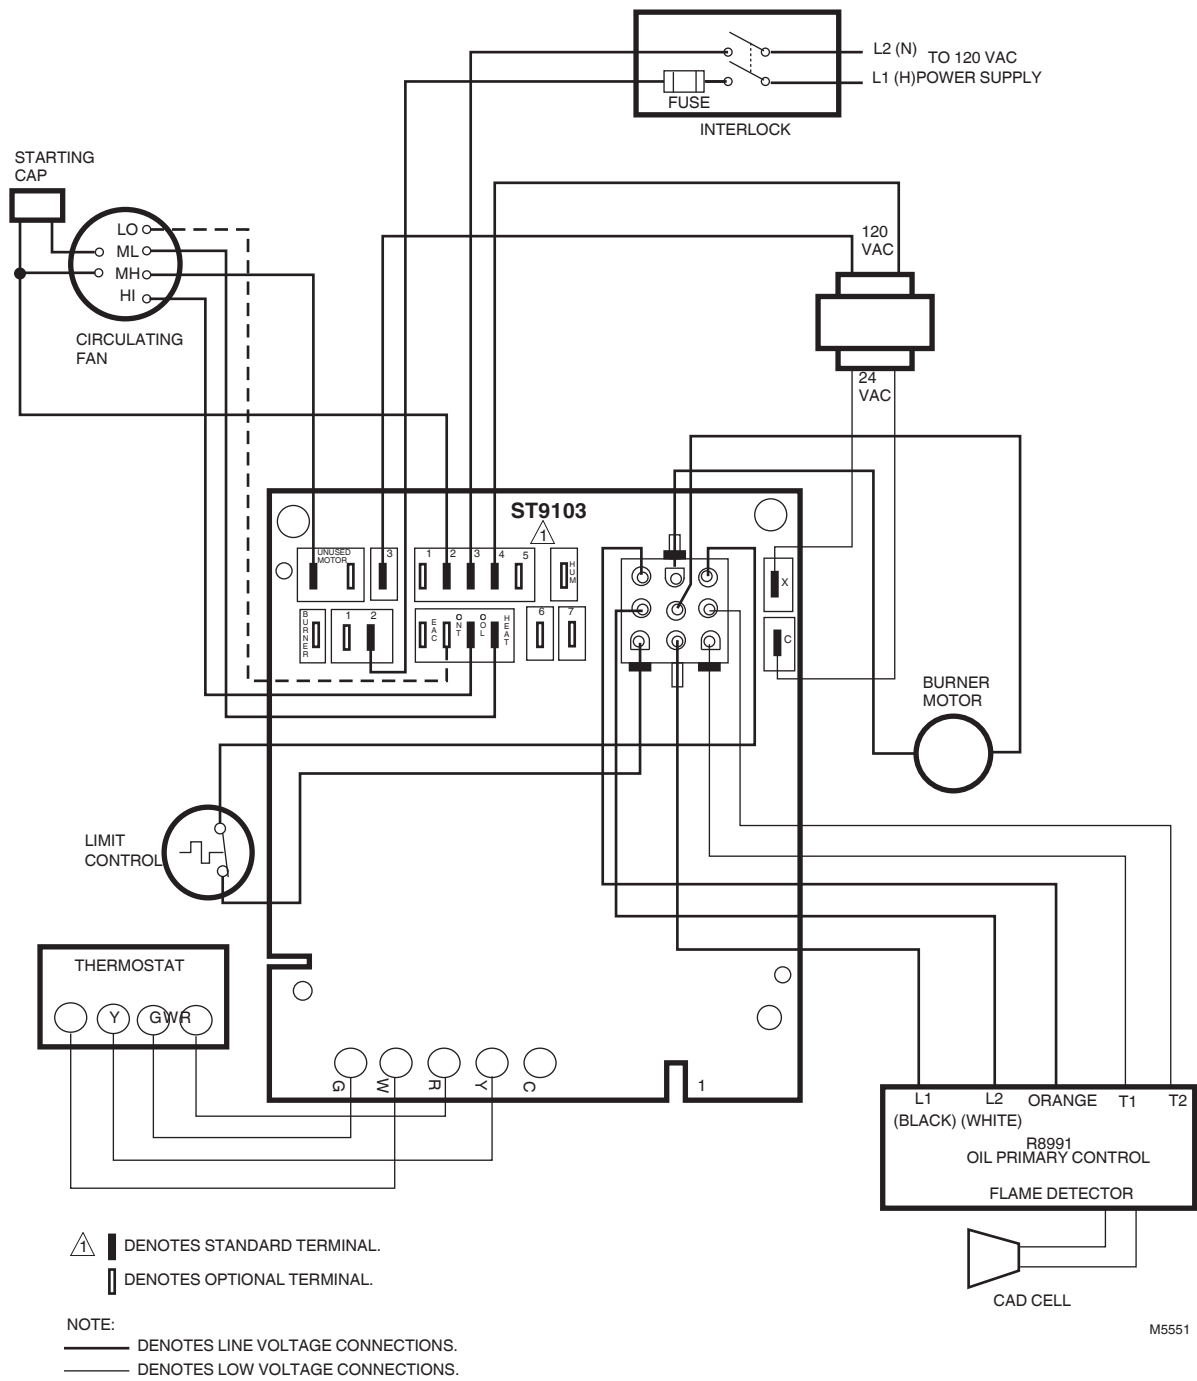 L2 (N)
TO 120 VAC
L1 (H)POWER SUPPLY
FUSE
INTERLOCK
STARTING
CAP
LO
ML
MH
HI
CIRCULATING
FAN
120
VAC
24
VAC
ST9103
1
UNUSED
MOTOR
3
1
2
3
4
5
HUM
X
BURNER
1
2
EAC
ONT
OOL
HEAT
6
7
C
BURNER
MOTOR
LIMIT
CONTROL
THERMOSTAT
Y
GWR
G
W
R
Y
C
1
L1
L2
ORANGE
T1
T2
(BLACK)
(WHITE)
R8991
OIL PRIMARY CONTROL
FLAME DETECTOR
CAD CELL
1
DENOTES STANDARD TERMINAL.
DENOTES OPTIONAL TERMINAL.
NOTE:
DENOTES LINE VOLTAGE CONNECTIONS.
DENOTES LOW VOLTAGE CONNECTIONS.
M5551